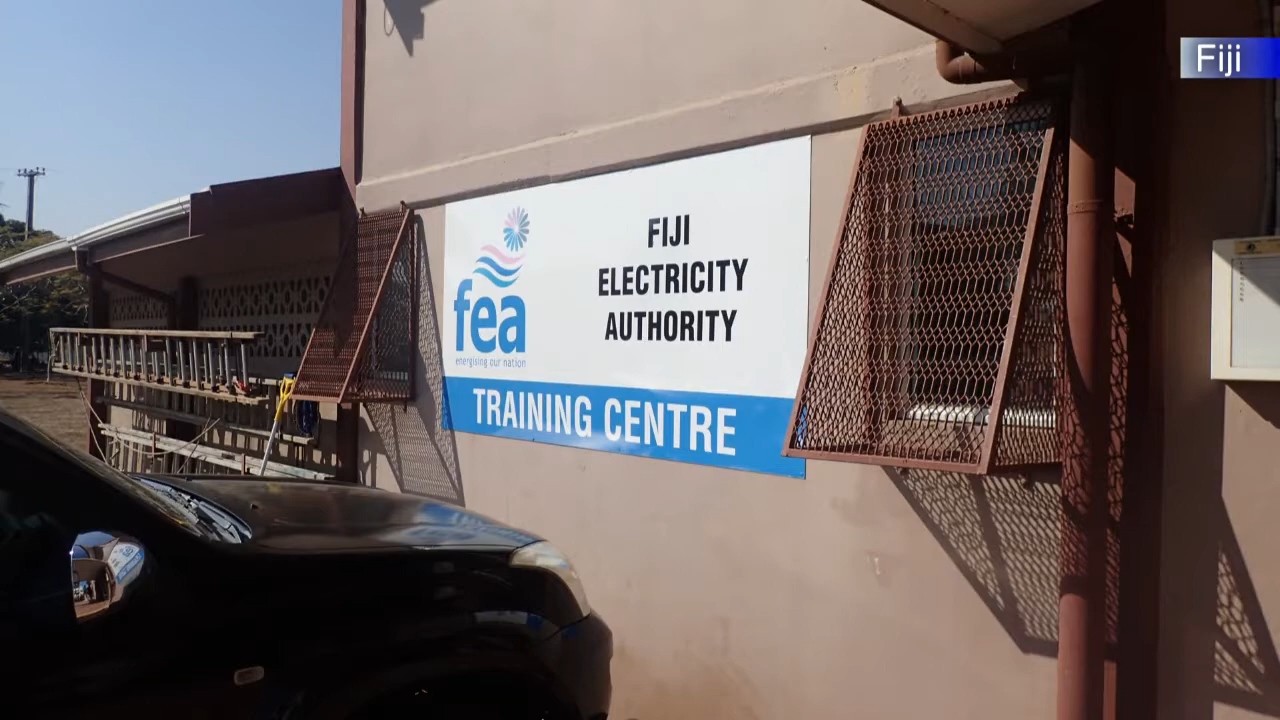 Fiji
FIJI
ELECTRICITY
AUTHORITY
fea
energising our nation
TRAINING CENTRE